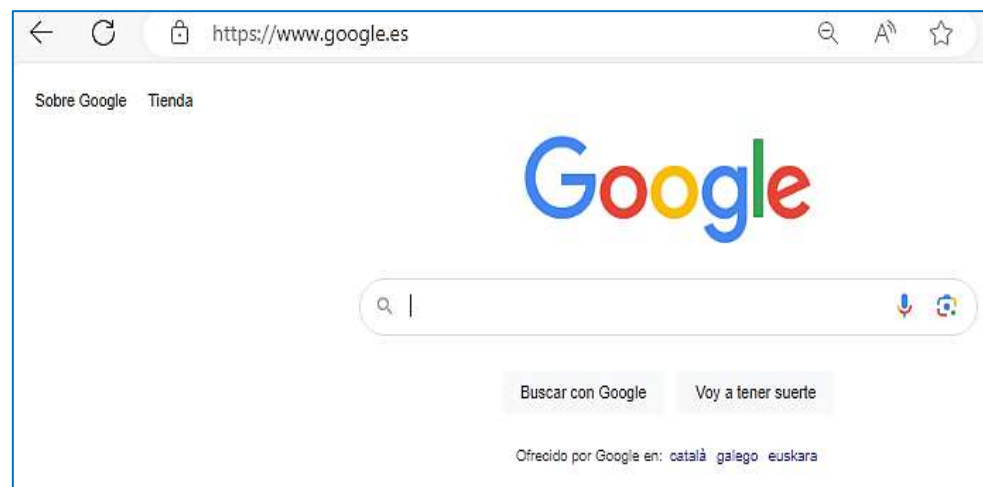 https://www.google.es
Sobre Google Tienda
Google
Buscar con Google Voy a tener suerte
Ofrecido por Google en: català galego euskara